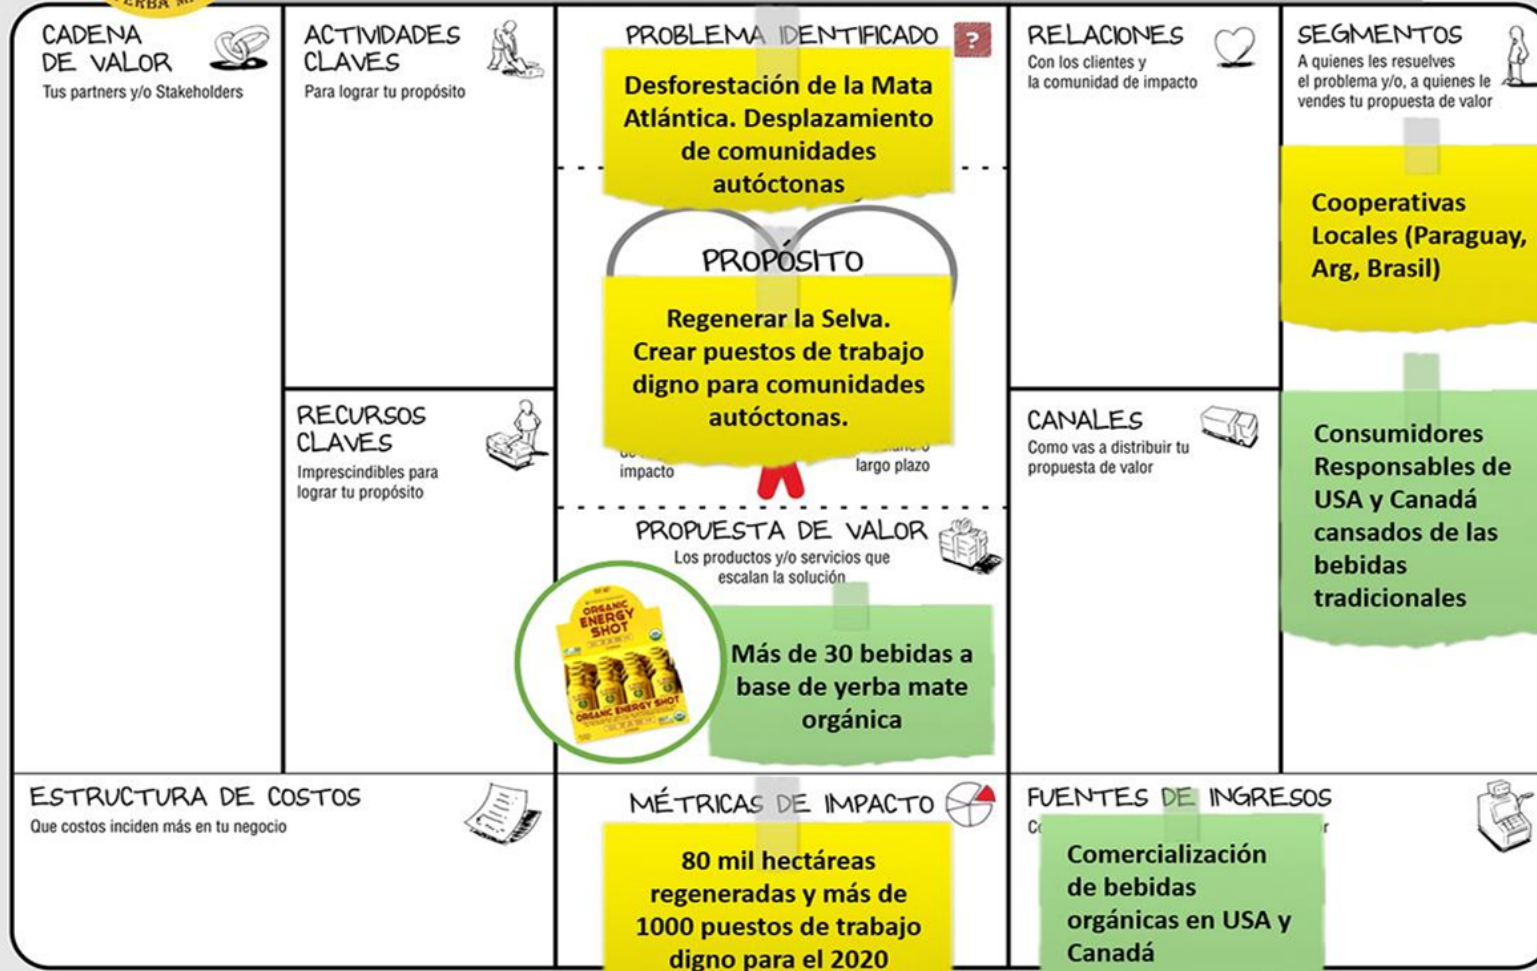 YERBA MA
CADENA
DE VALOR
Tus partners y/o Stakeholders
ACTIVIDADES
CLAVES
Para lograr tu propósito
PROBLEMA IDENTIFICADO
?
Desforestación de la Mata
Atlántica. Desplazamiento
de comunidades
autóctonas
RELACIONES
Con los clientes y
la comunidad de impacto
SEGMENTOS
A quienes les resuelves
el problema y/o, a quienes le
vendes tu propuesta de valor
Cooperativas
Locales (Paraguay,
Arg, Brasil)
PROPÓSITO
Regenerar la Selva.
Crear puestos de trabajo
digno para comunidades
autóctonas.
impacto
largo plazo
RECURSOS
CLAVES
Imprescindibles para
lograr tu propósito
CANALES
Como vas a distribuir tu
propuesta de valor
Consumidores
Responsables de
USA y Canadá
cansados de las
bebidas
tradicionales
PROPUESTA DE VALOR
Los productos y/o servicios que
escalan la solución
ORGANIC
ENERGY
SHOT
ORGANIC ENERGY SHOT
Más de 30 bebidas a
base de yerba mate
orgánica
ESTRUCTURA DE COSTOS
Que costos inciden más en tu negocio
MÉTRICAS DE IMPACTO
80 mil hectáreas
regeneradas y más de
1000 puestos de trabajo
digno para el 2020
FUENTES DE INGRESOS
Comercialización
de bebidas
orgánicas en USA y
Canadá